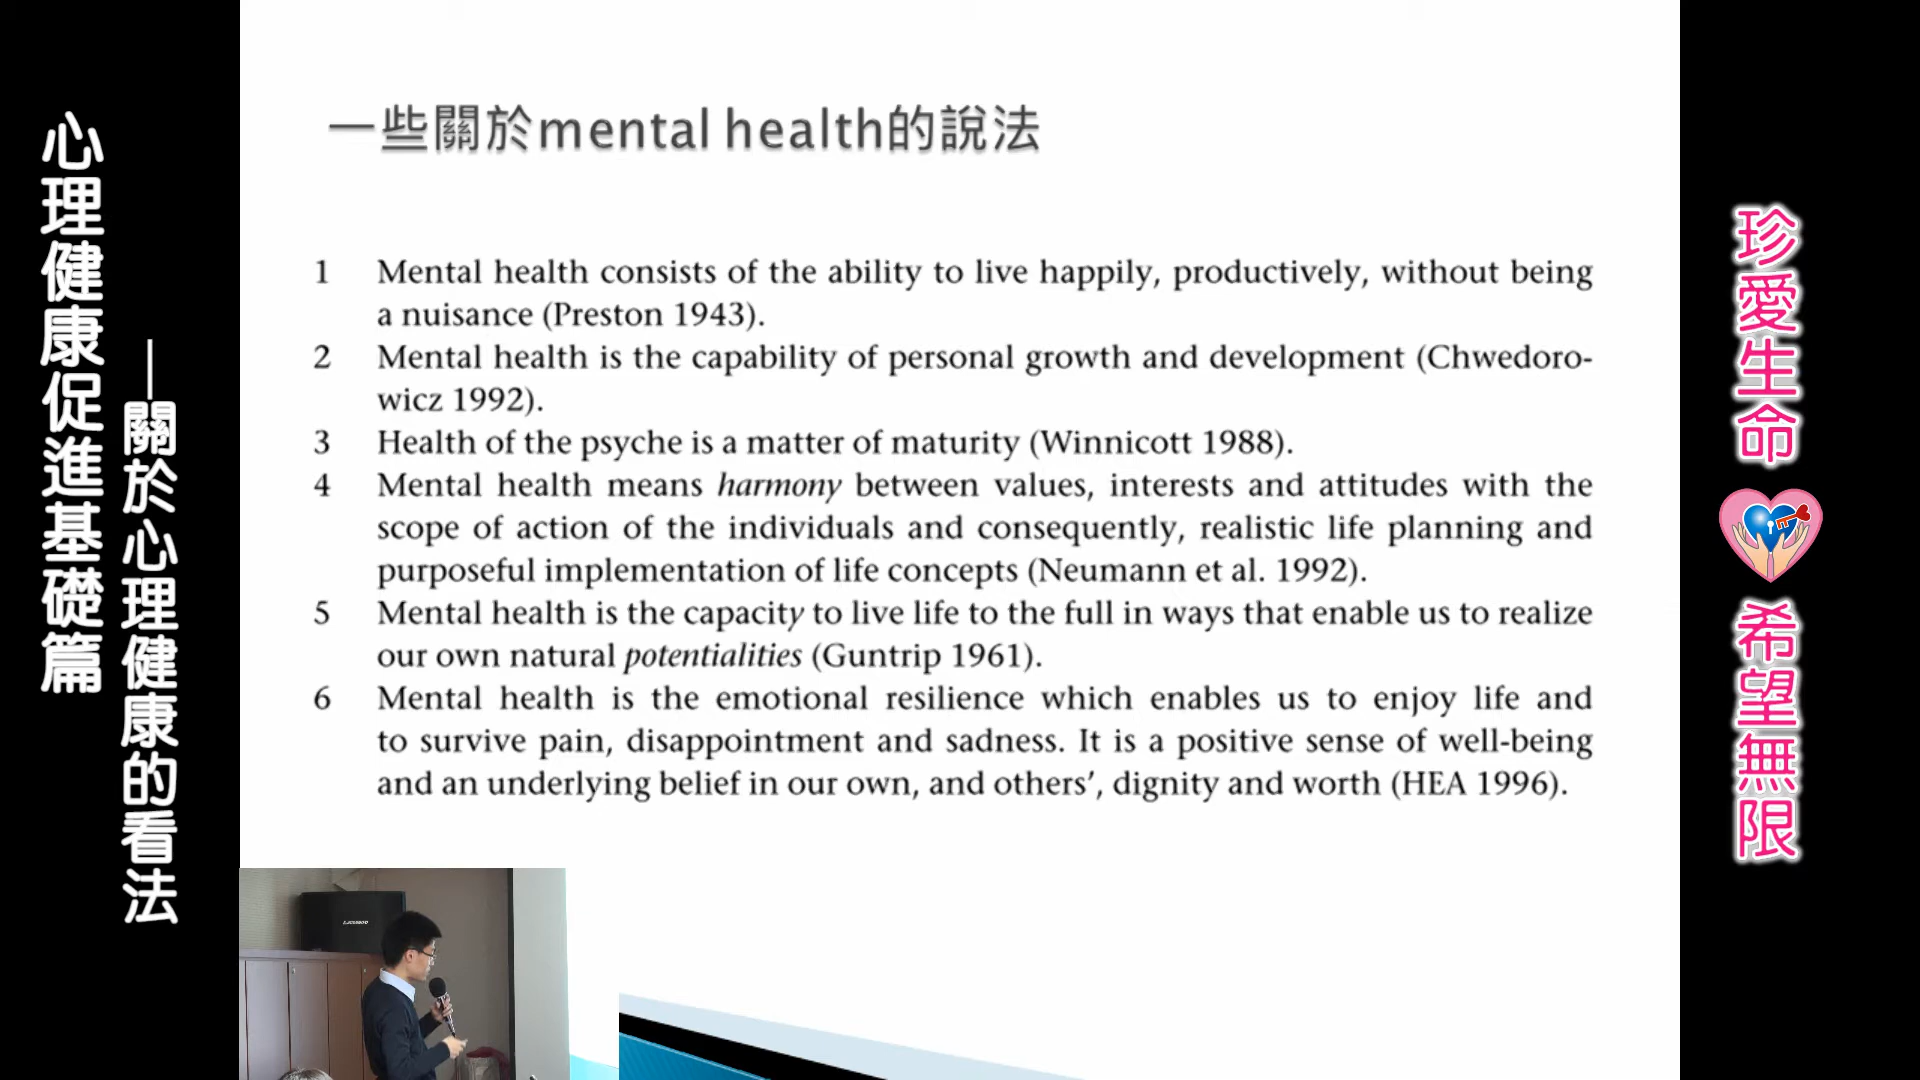 心理健康促進基礎篇
—關於心理健康的看法
一些關於mental health的說法
1 Mental health consists of the ability to live happily, productively, without being
a nuisance (Preston 1943).
2 Mental health is the capability of personal growth and development (Chwedoro-
wicz 1992).
3 Health of the psyche is a matter of maturity (Winnicott 1988).
4 Mental health means harmony between values, interests and attitudes with the
scope of action of the individuals and consequently, realistic life planning and
purposeful implementation of life concepts (Neumann et al. 1992).
5 Mental health is the capacity to live life to the full in ways that enable us to realize
our own natural potentialities (Guntrip 1961).
6 Mental health is the emotional resilience which enables us to enjoy life and
to survive pain, disappointment and sadness. It is a positive sense of well-being
and an underlying belief in our own, and others’, dignity and worth (HEA 1996).
珍愛生命
希望無限